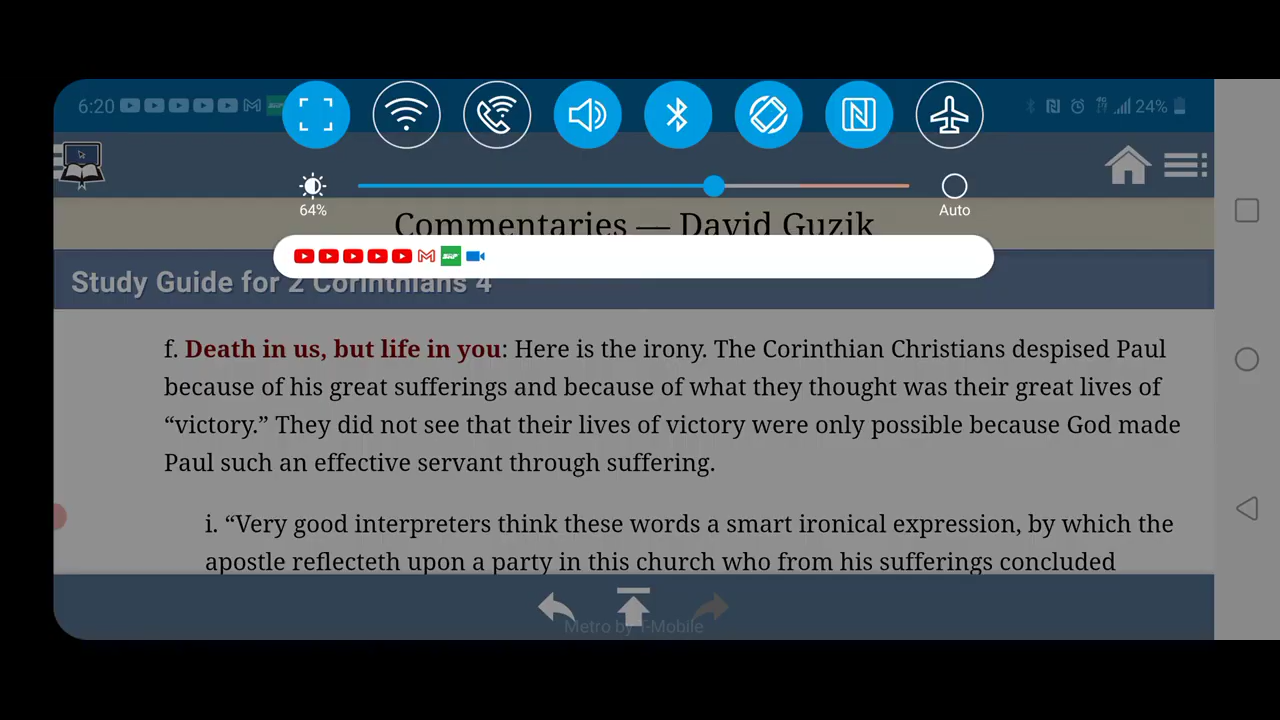 6:20
24%
64%
Auto
Commentaries — David Guzik
Study Guide for 2 Corinthians 4
f. Death in us, but life in you: Here is the irony. The Corinthian Christians despised Paul
because of his great sufferings and because of what they thought was their great lives of
“victory.” They did not see that their lives of victory were only possible because God made
Paul such an effective servant through suffering.
i. “Very good interpreters think these words a smart ironical expression, by which the
apostle reflecteth upon a party in this church who from his sufferings concluded
Metro by T-Mobile